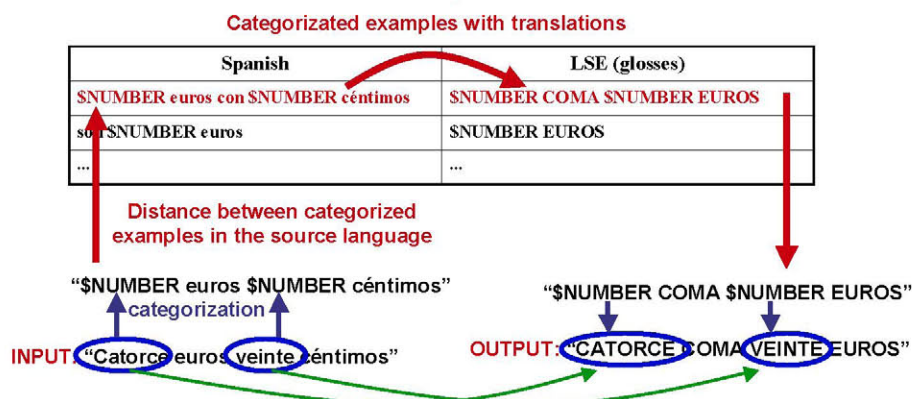 Categorizated examples with translations
Spanish LSE (glosses)
$NUMBER euros con $NUMBER céntimos $NUMBER COMA $NUMBER EUROS
son $NUMBER euros $NUMBER EUROS
... ...
Distance between categorized
examples in the source language
“$NUMBER euros $NUMBER céntimos” “$NUMBER COMA $NUMBER EUROS”
categorization
INPUT: “Catorce euros veinte céntimos” OUTPUT: “CATORCE COMA VEINTE EUROS”